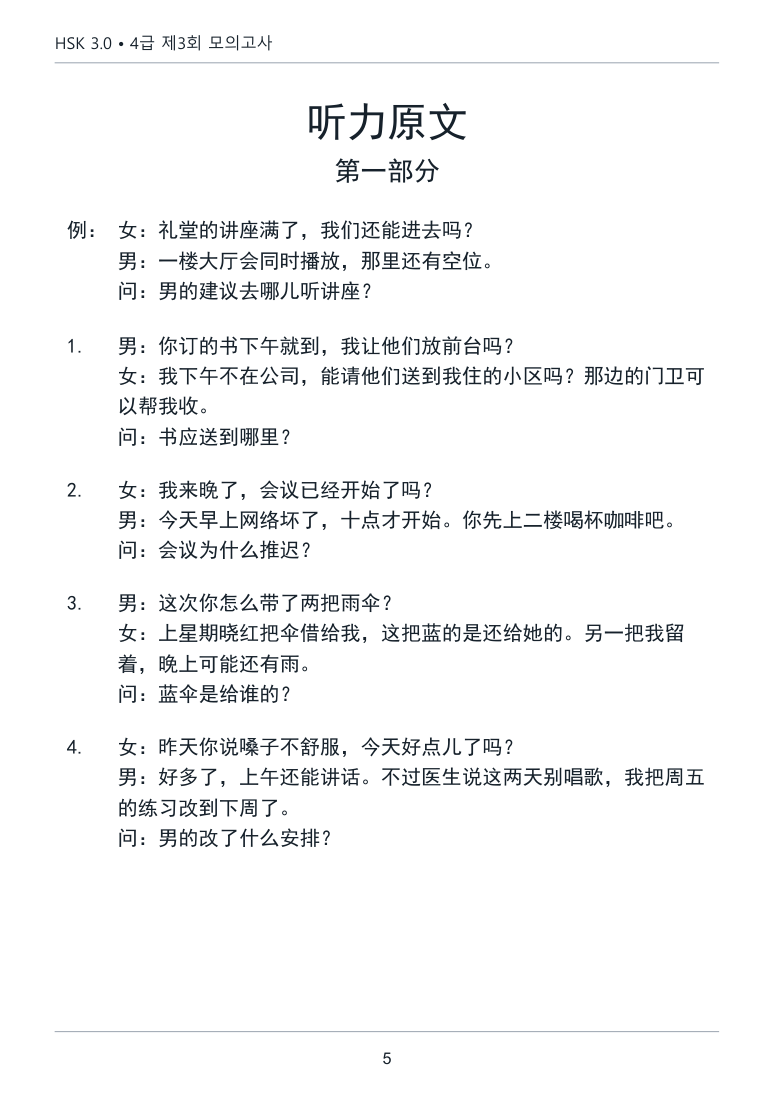 HSK 3.0 • 4급 제3회 모의고사
听力原文
第一部分
例： 女：礼堂的讲座满了，我们还能进去吗？
男：一楼大厅会同时播放，那里还有空位。
问：男的建议去哪儿听讲座？
1. 男：你订的书下午就到，我让他们放前台吗？
女：我下午不在公司，能请他们送到我住的小区吗？那边的门卫可
以帮我收。
问：书应送到哪里？
2. 女：我来晚了，会议已经开始了吗？
男：今天早上网络坏了，十点才开始。你先上二楼喝杯咖啡吧。
问：会议为什么推迟？
3. 男：这次你怎么带了两把雨伞？
女：上星期晓红把伞借给我，这把蓝的是还给她的。另一把我留
着，晚上可能还有雨。
问：蓝伞是给谁的？
4. 女：昨天你说嗓子不舒服，今天好点儿了吗？
男：好多了，上午还能讲话。不过医生说这两天别唱歌，我把周五
的练习改到下周了。
问：男的改了什么安排？
5